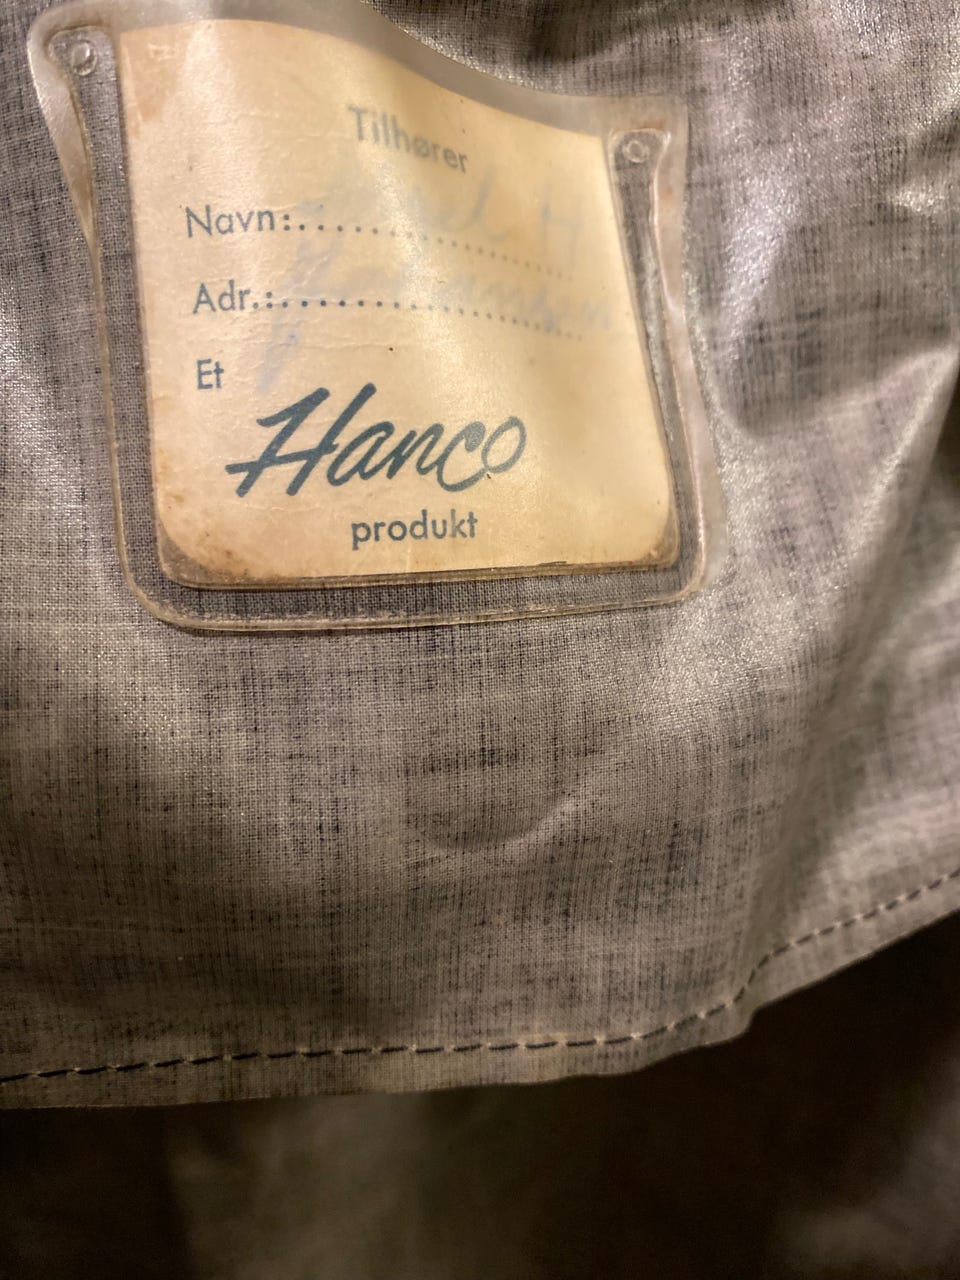 Tilhører
Navn:....................
Adr.:....................
Et
Hanco
produkt